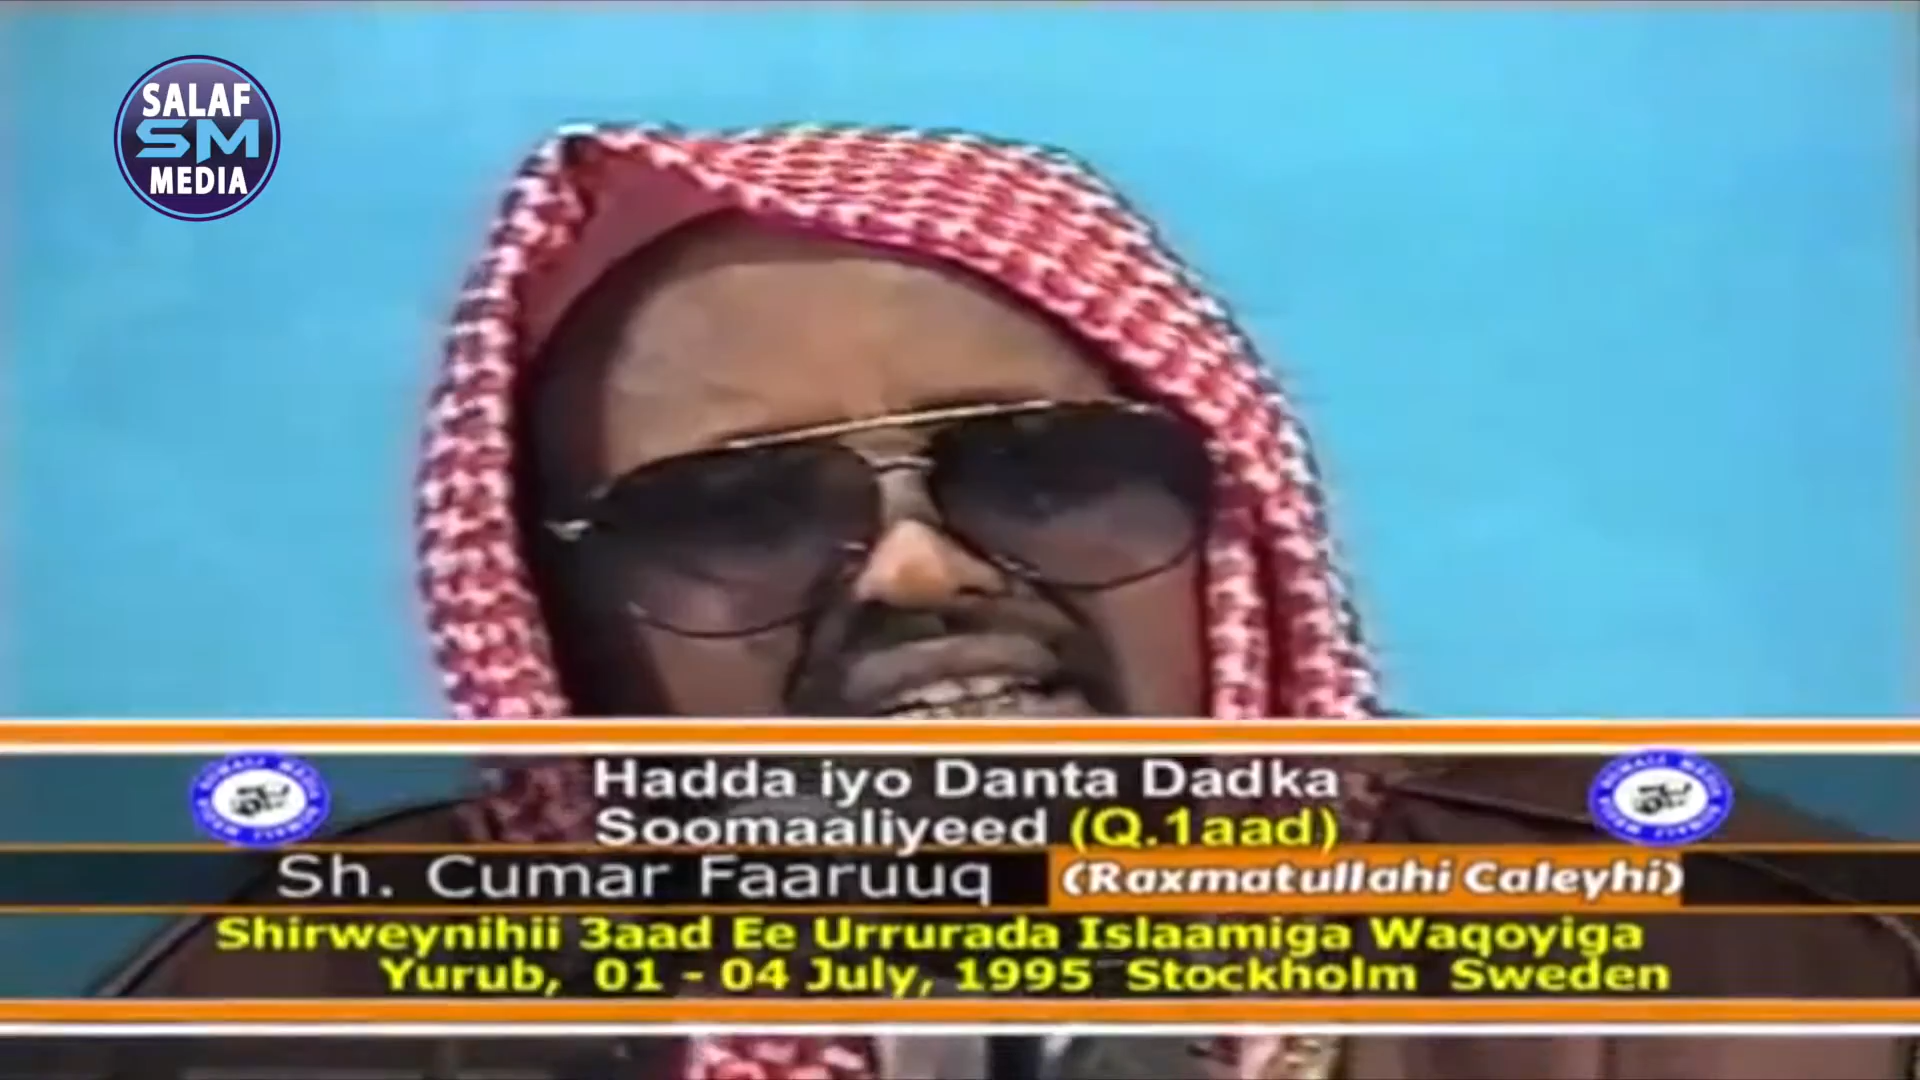 SALAF
SM
MEDIA
Hadda iyo Danta Dadka
Soomaaliyeed (Q.1aad)
Sh. Cumar Faaruuq (Raxmatullahi Caleyhi)
Shirweynihii 3aad Ee Ururada Islaamiga Waqoyiga
Yurub, 01 - 04 July, 1995 Stockholm Sweden